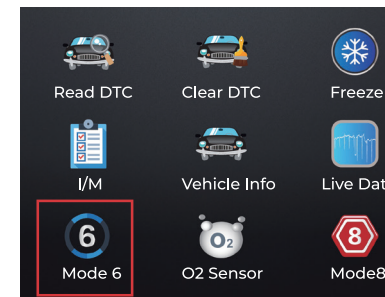 Read DTC
Clear DTC
Freeze
I/M
Vehicle Info
Live Dat
6
Mode 6
O2
O2 Sensor
8
Mode8